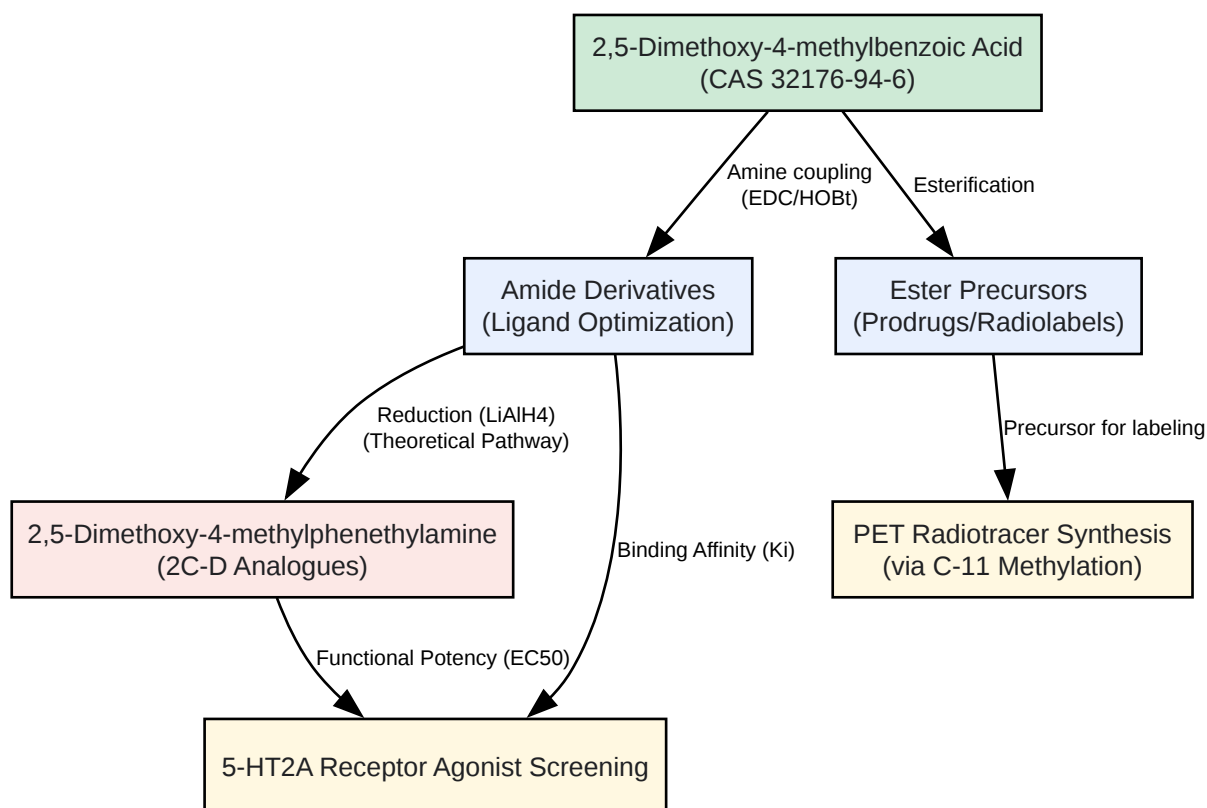 2,5-Dimethoxy-4-methylbenzoic Acid
(CAS 32176-94-6)
Amine coupling
(EDC/HOBt)
Esterification
Amide Derivatives
(Ligand Optimization)
Ester Precursors
(Prodrugs/Radiolabels)
Reduction (LiAlH4)
(Theoretical Pathway)
Precursor for labeling
2,5-Dimethoxy-4-methylphenethylamine
(2C-D Analogues)
Binding Affinity (Ki)
PET Radiotracer Synthesis
(via C-11 Methylation)
Functional Potency (EC50)
5-HT2A Receptor Agonist Screening